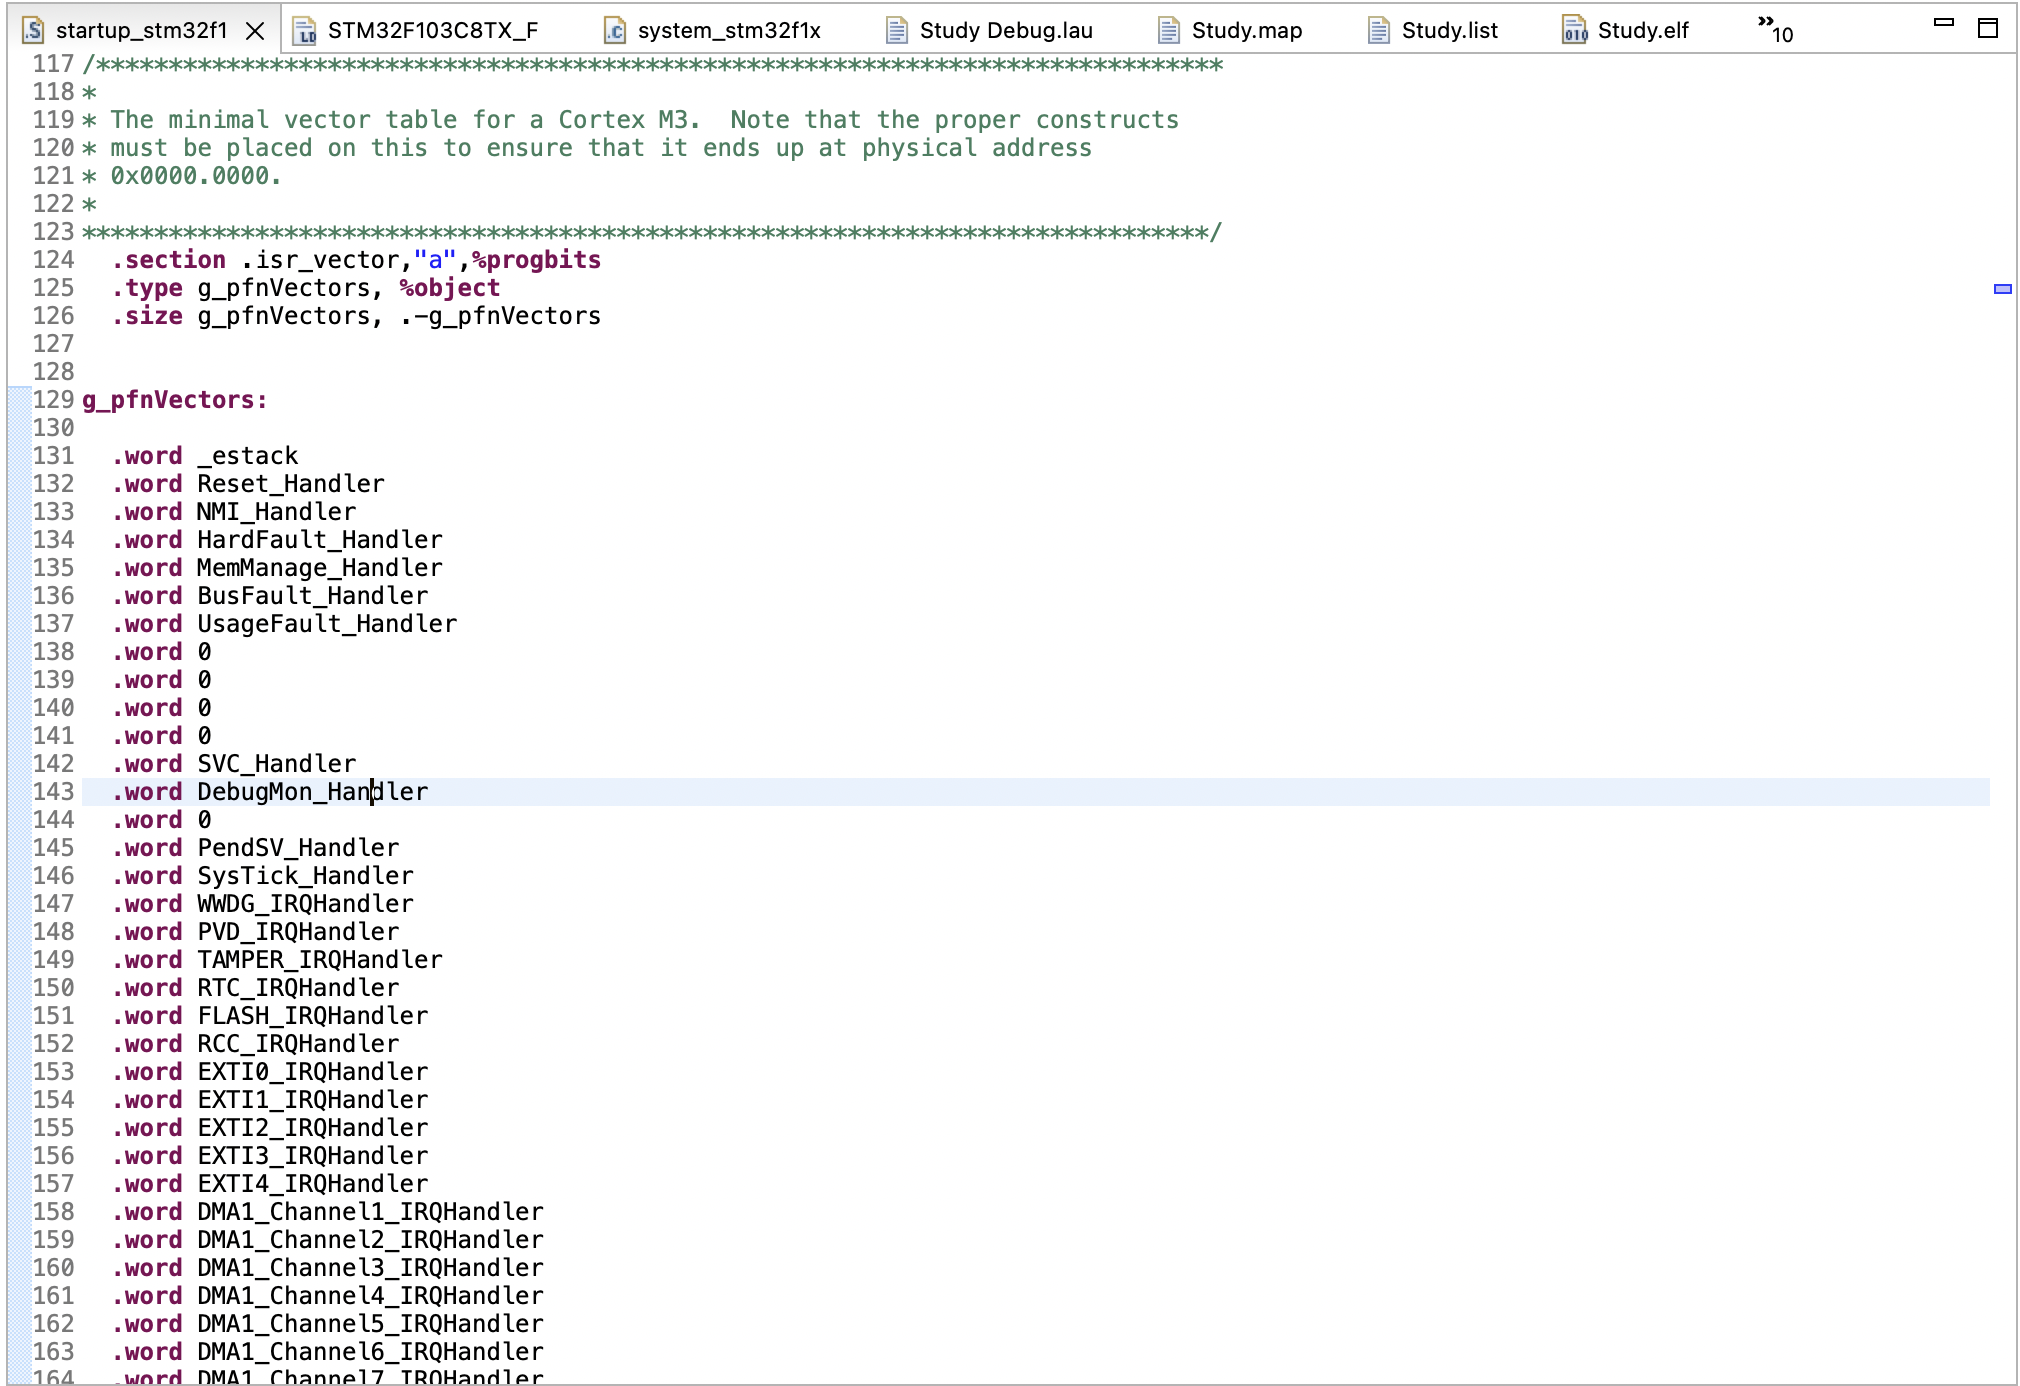 startup_stm32f1 STM32F103C8TX_F system_stm32f1x Study Debug.lau Study.map Study.list Study.elf »10
117 /******************************************************************************
118 *
119 * The minimal vector table for a Cortex M3.  Note that the proper constructs
120 * must be placed on this to ensure that it ends up at physical address
121 * 0x0000.0000.
122 *
123 ******************************************************************************/
124   .section .isr_vector,"a",%progbits
125   .type g_pfnVectors, %object
126   .size g_pfnVectors, .-g_pfnVectors
127
128
129 g_pfnVectors:
130
131   .word _estack
132   .word Reset_Handler
133   .word NMI_Handler
134   .word HardFault_Handler
135   .word MemManage_Handler
136   .word BusFault_Handler
137   .word UsageFault_Handler
138   .word 0
139   .word 0
140   .word 0
141   .word 0
142   .word SVC_Handler
143   .word DebugMon_Handler
144   .word 0
145   .word PendSV_Handler
146   .word SysTick_Handler
147   .word WWDG_IRQHandler
148   .word PVD_IRQHandler
149   .word TAMPER_IRQHandler
150   .word RTC_IRQHandler
151   .word FLASH_IRQHandler
152   .word RCC_IRQHandler
153   .word EXTI0_IRQHandler
154   .word EXTI1_IRQHandler
155   .word EXTI2_IRQHandler
156   .word EXTI3_IRQHandler
157   .word EXTI4_IRQHandler
158   .word DMA1_Channel1_IRQHandler
159   .word DMA1_Channel2_IRQHandler
160   .word DMA1_Channel3_IRQHandler
161   .word DMA1_Channel4_IRQHandler
162   .word DMA1_Channel5_IRQHandler
163   .word DMA1_Channel6_IRQHandler
164   .word DMA1_Channel7_IRQHandler